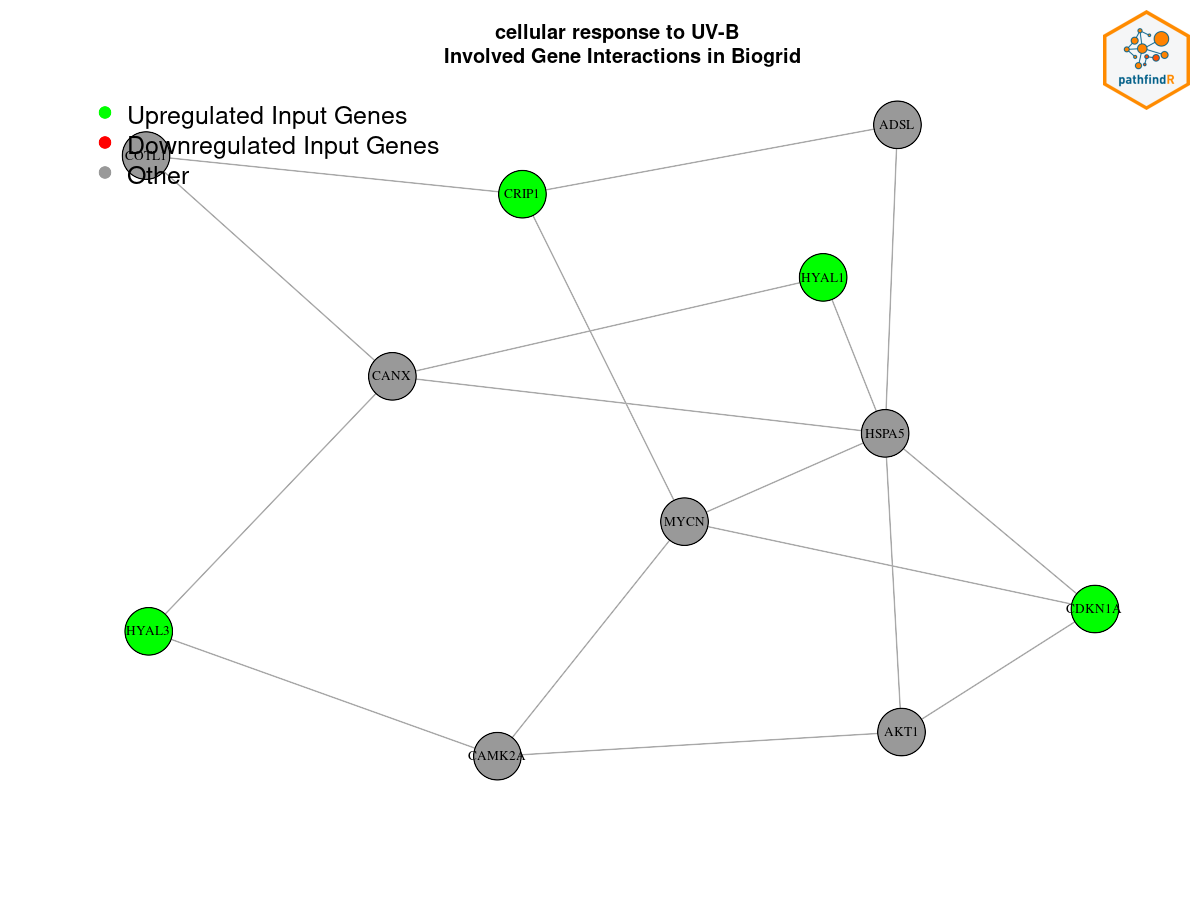 cellular response to UV-B
Involved Gene Interactions in Biogrid
pathfindR
Upregulated Input Genes
Downregulated Input Genes
Other
COTL1
ADSL
CRIP1
HYAL1
CANX
HSPA5
MYCN
CDKN1A
HYAL3
AKT1
CAMK2A